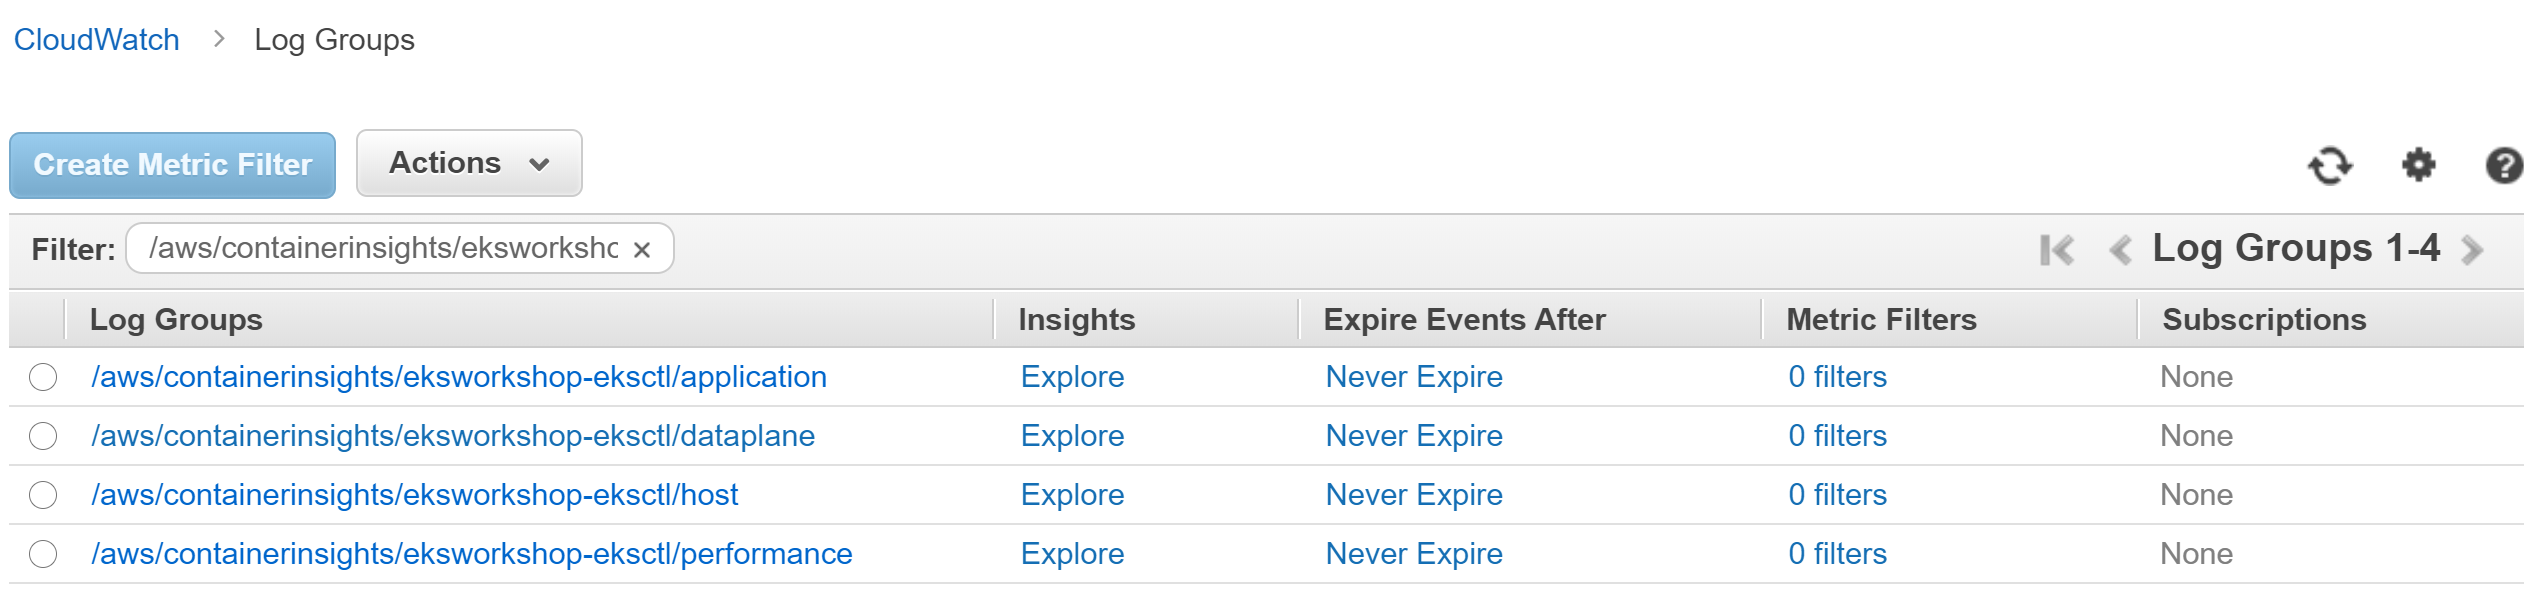 CloudWatch > Log Groups
Create Metric Filter Actions
Filter: /aws/containerinsights/eksworksho × Log Groups 1-4
Log Groups Insights Expire Events After Metric Filters Subscriptions
/aws/containerinsights/eksworkshop-eksctl/application Explore Never Expire 0 filters None
/aws/containerinsights/eksworkshop-eksctl/dataplane Explore Never Expire 0 filters None
/aws/containerinsights/eksworkshop-eksctl/host Explore Never Expire 0 filters None
/aws/containerinsights/eksworkshop-eksctl/performance Explore Never Expire 0 filters None